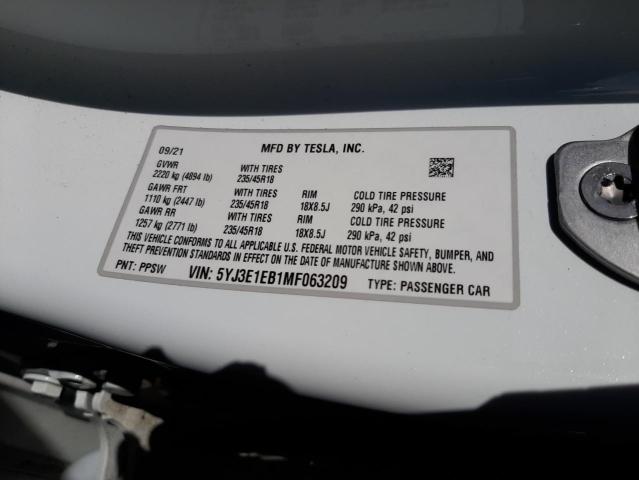 09/21 MFD BY TESLA, INC.
GVWR WITH TIRES
2220 kg (4894 lb) 235/45R18
GAWR FRT WITH TIRES RIM COLD TIRE PRESSURE
1110 kg (2447 lb) 235/45R18 18X8.5J 290 kPa, 42 psi
GAWR RR WITH TIRES RIM COLD TIRE PRESSURE
1257 kg (2771 lb) 235/45R18 18X8.5J 290 kPa, 42 psi
THIS VEHICLE CONFORMS TO ALL APPLICABLE U.S. FEDERAL MOTOR VEHICLE SAFETY, BUMPER, AND
THEFT PREVENTION STANDARDS IN EFFECT ON THE DATE OF MANUFACTURE SHOWN ABOVE.
PNT: PPSW VIN: 5YJ3E1EB1MF063209 TYPE: PASSENGER CAR